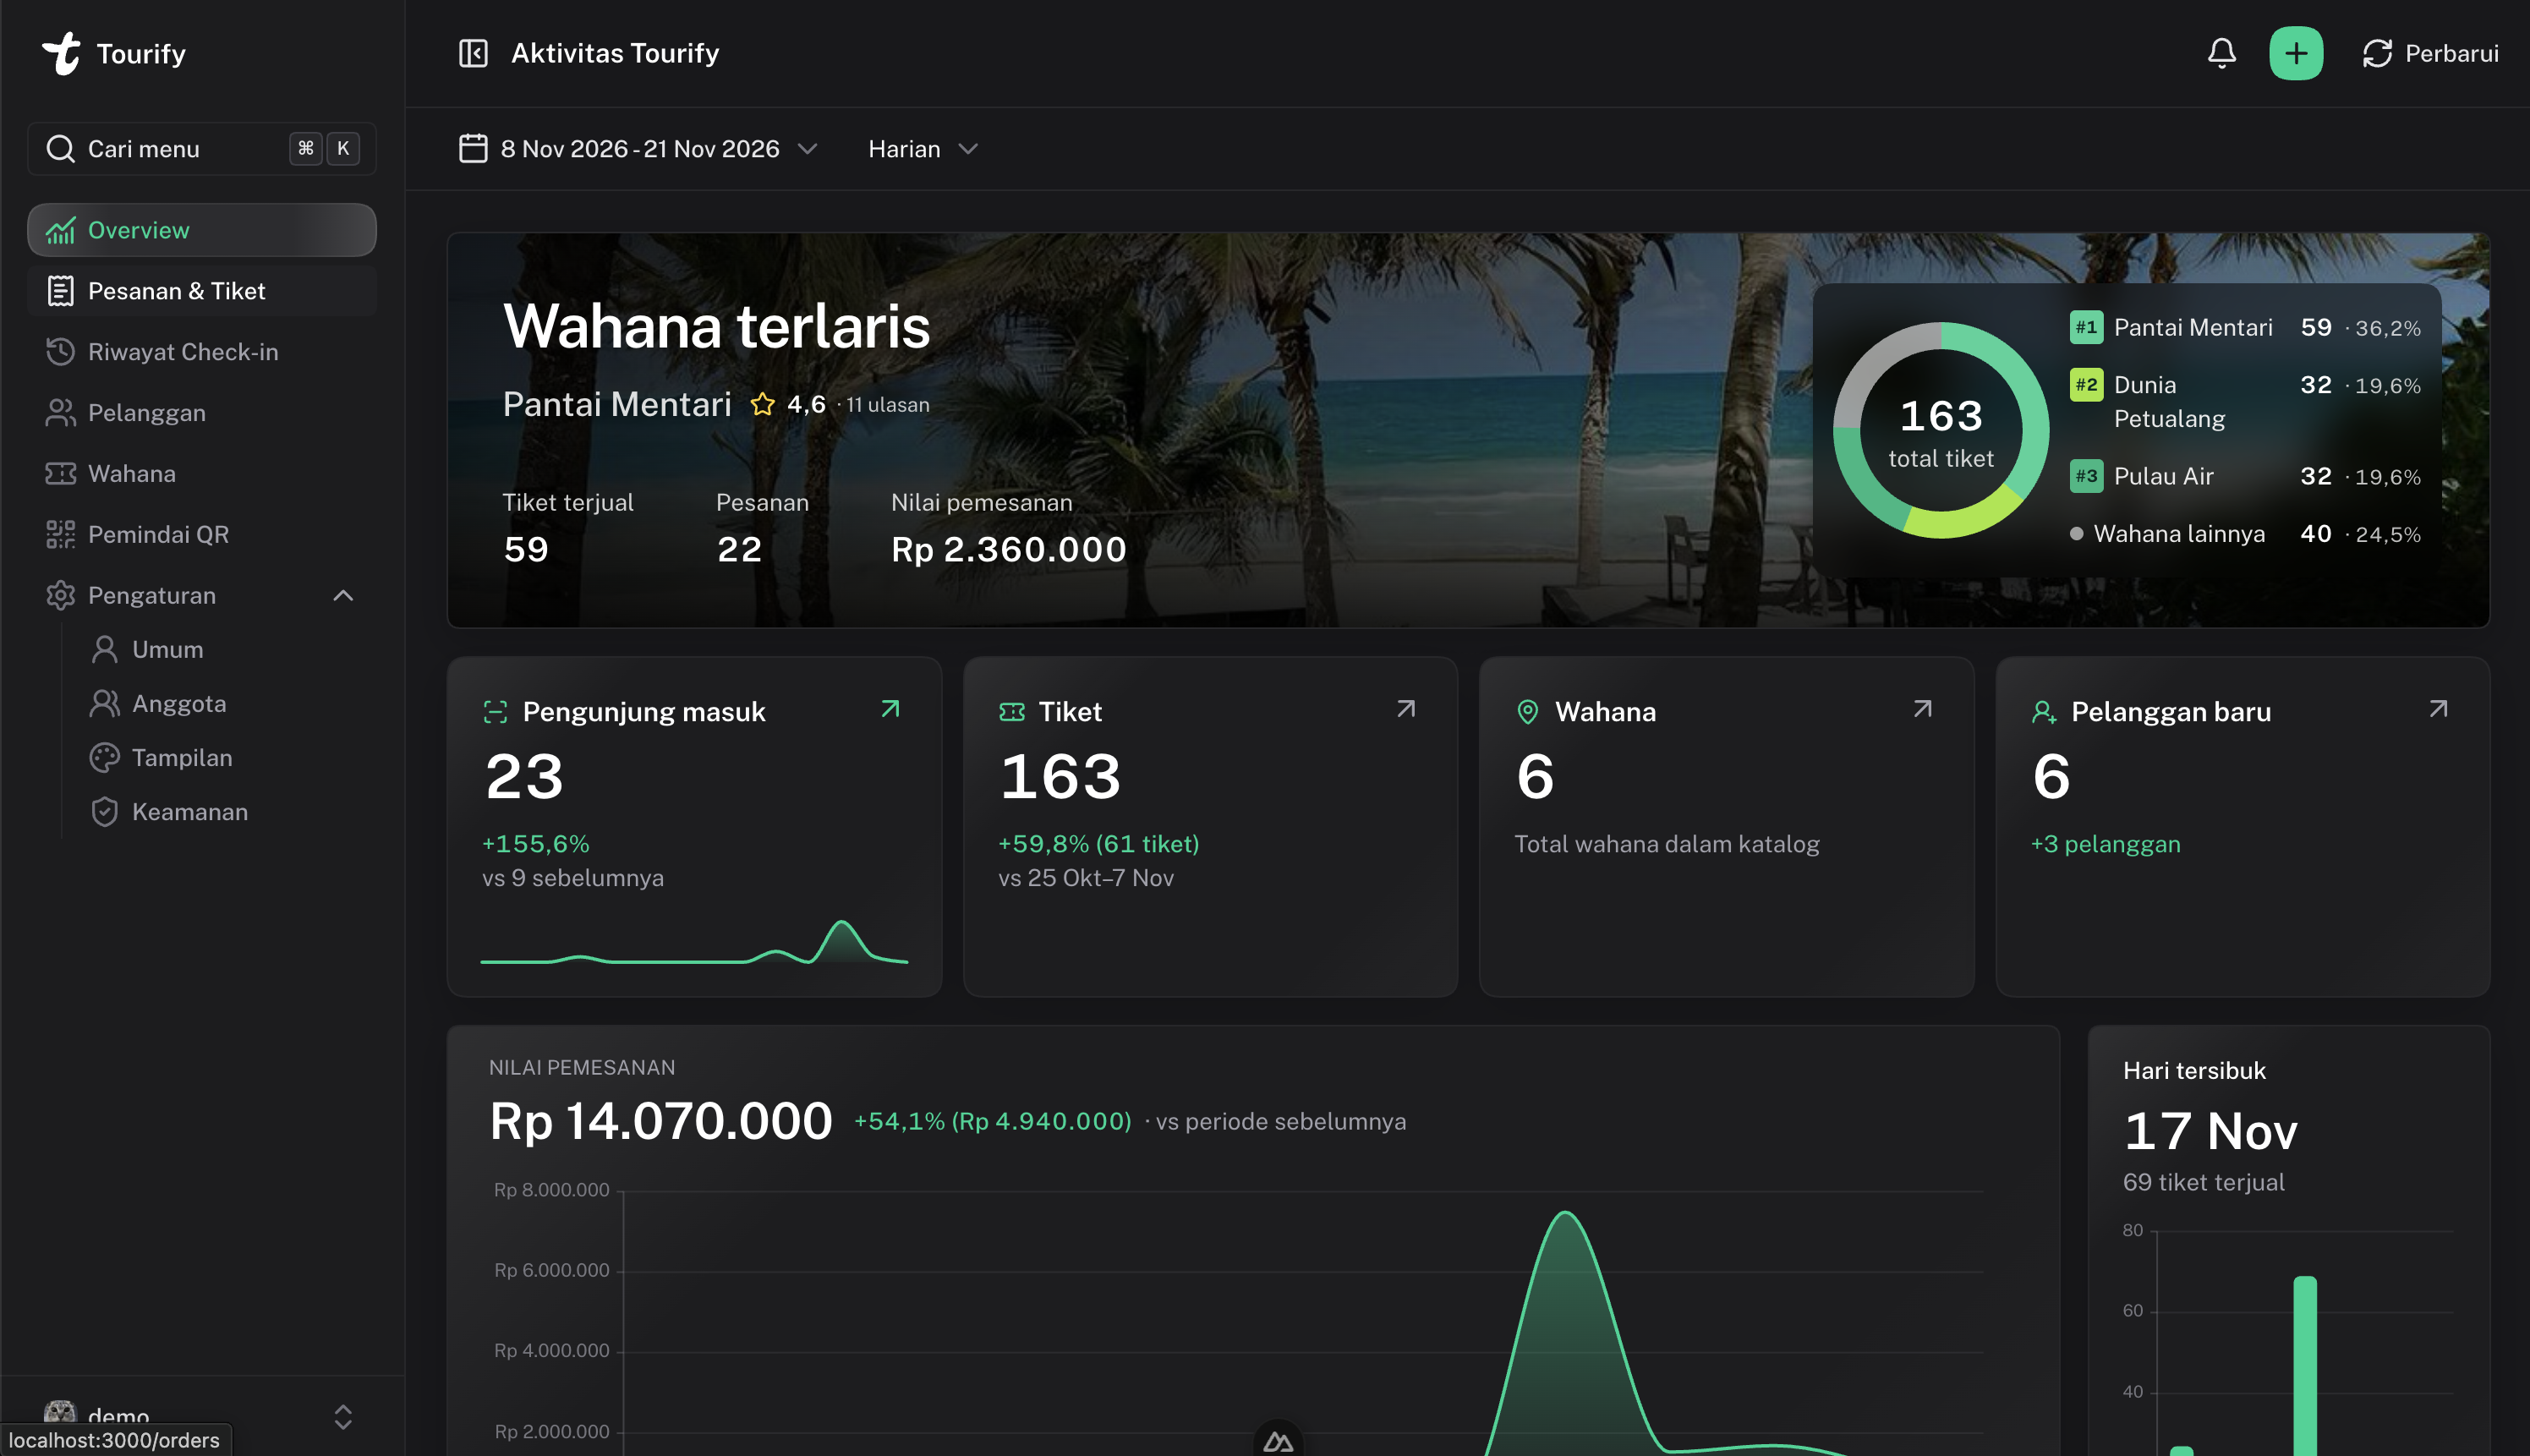 Tourify
Cari menu
⌘ K
Overview
Pesanan & Tiket
Riwayat Check-in
Pelanggan
Wahana
Pemindai QR
Pengaturan
Umum
Anggota
Tampilan
Keamanan
demo
localhost:3000/orders
Aktivitas Tourify
Perbarui
8 Nov 2026 - 21 Nov 2026
Harian
Wahana terlaris
Pantai Mentari 4,6 · 11 ulasan
Tiket terjual
59
Pesanan
22
Nilai pemesanan
Rp 2.360.000
163
total tiket
#1 Pantai Mentari 59 · 36,2%
#2 Dunia 32 · 19,6%
Petualang
#3 Pulau Air 32 · 19,6%
Wahana lainnya 40 · 24,5%
Pengunjung masuk
23
+155,6%
vs 9 sebelumnya
Tiket
163
+59,8% (61 tiket)
vs 25 Okt–7 Nov
Wahana
6
Total wahana dalam katalog
Pelanggan baru
6
+3 pelanggan
NILAI PEMESANAN
Rp 14.070.000 +54,1% (Rp 4.940.000) · vs periode sebelumnya
Rp 8.000.000
Rp 6.000.000
Rp 4.000.000
Rp 2.000.000
Hari tersibuk
17 Nov
69 tiket terjual
80
60
40